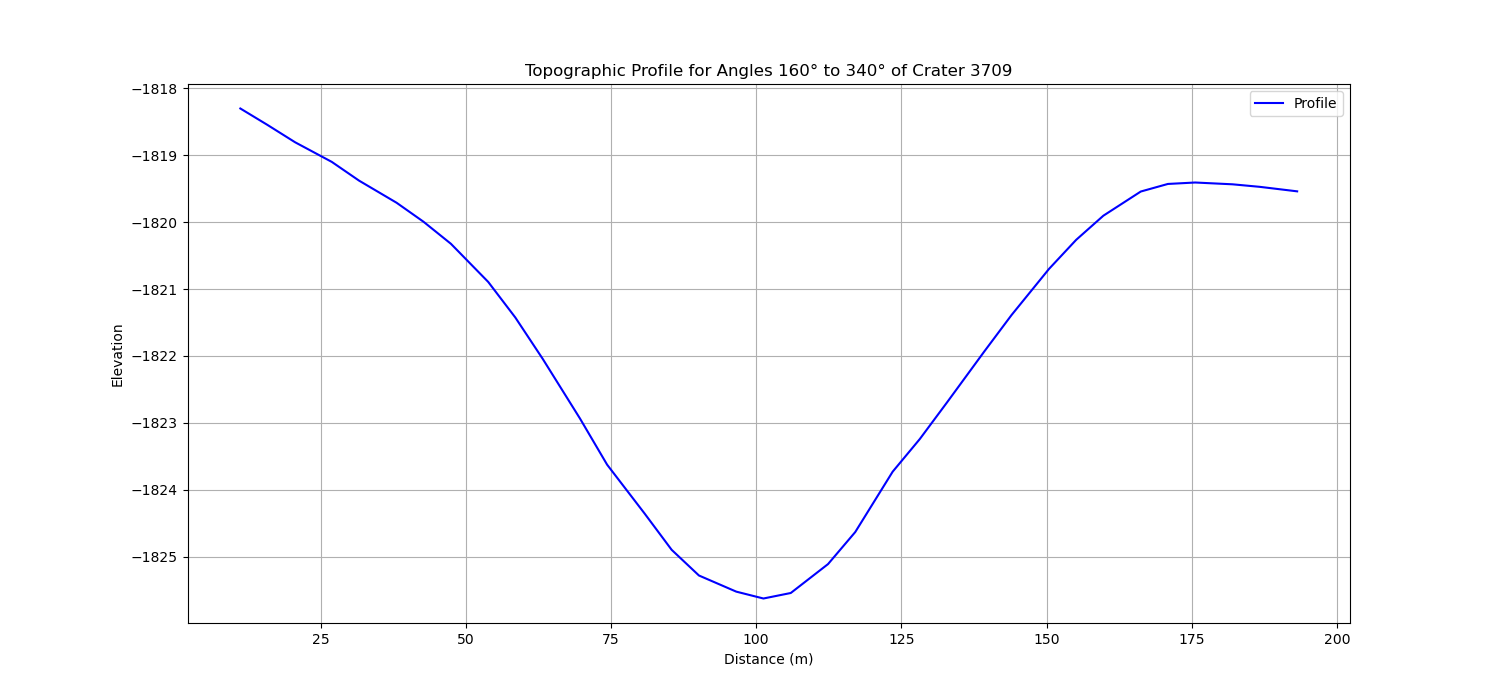 Topographic Profile for Angles 160° to 340° of Crater 3709
Profile
−1818
−1819
−1820
−1821
−1822
−1823
−1824
−1825
Elevation
25 50 75 100 125 150 175 200
Distance (m)